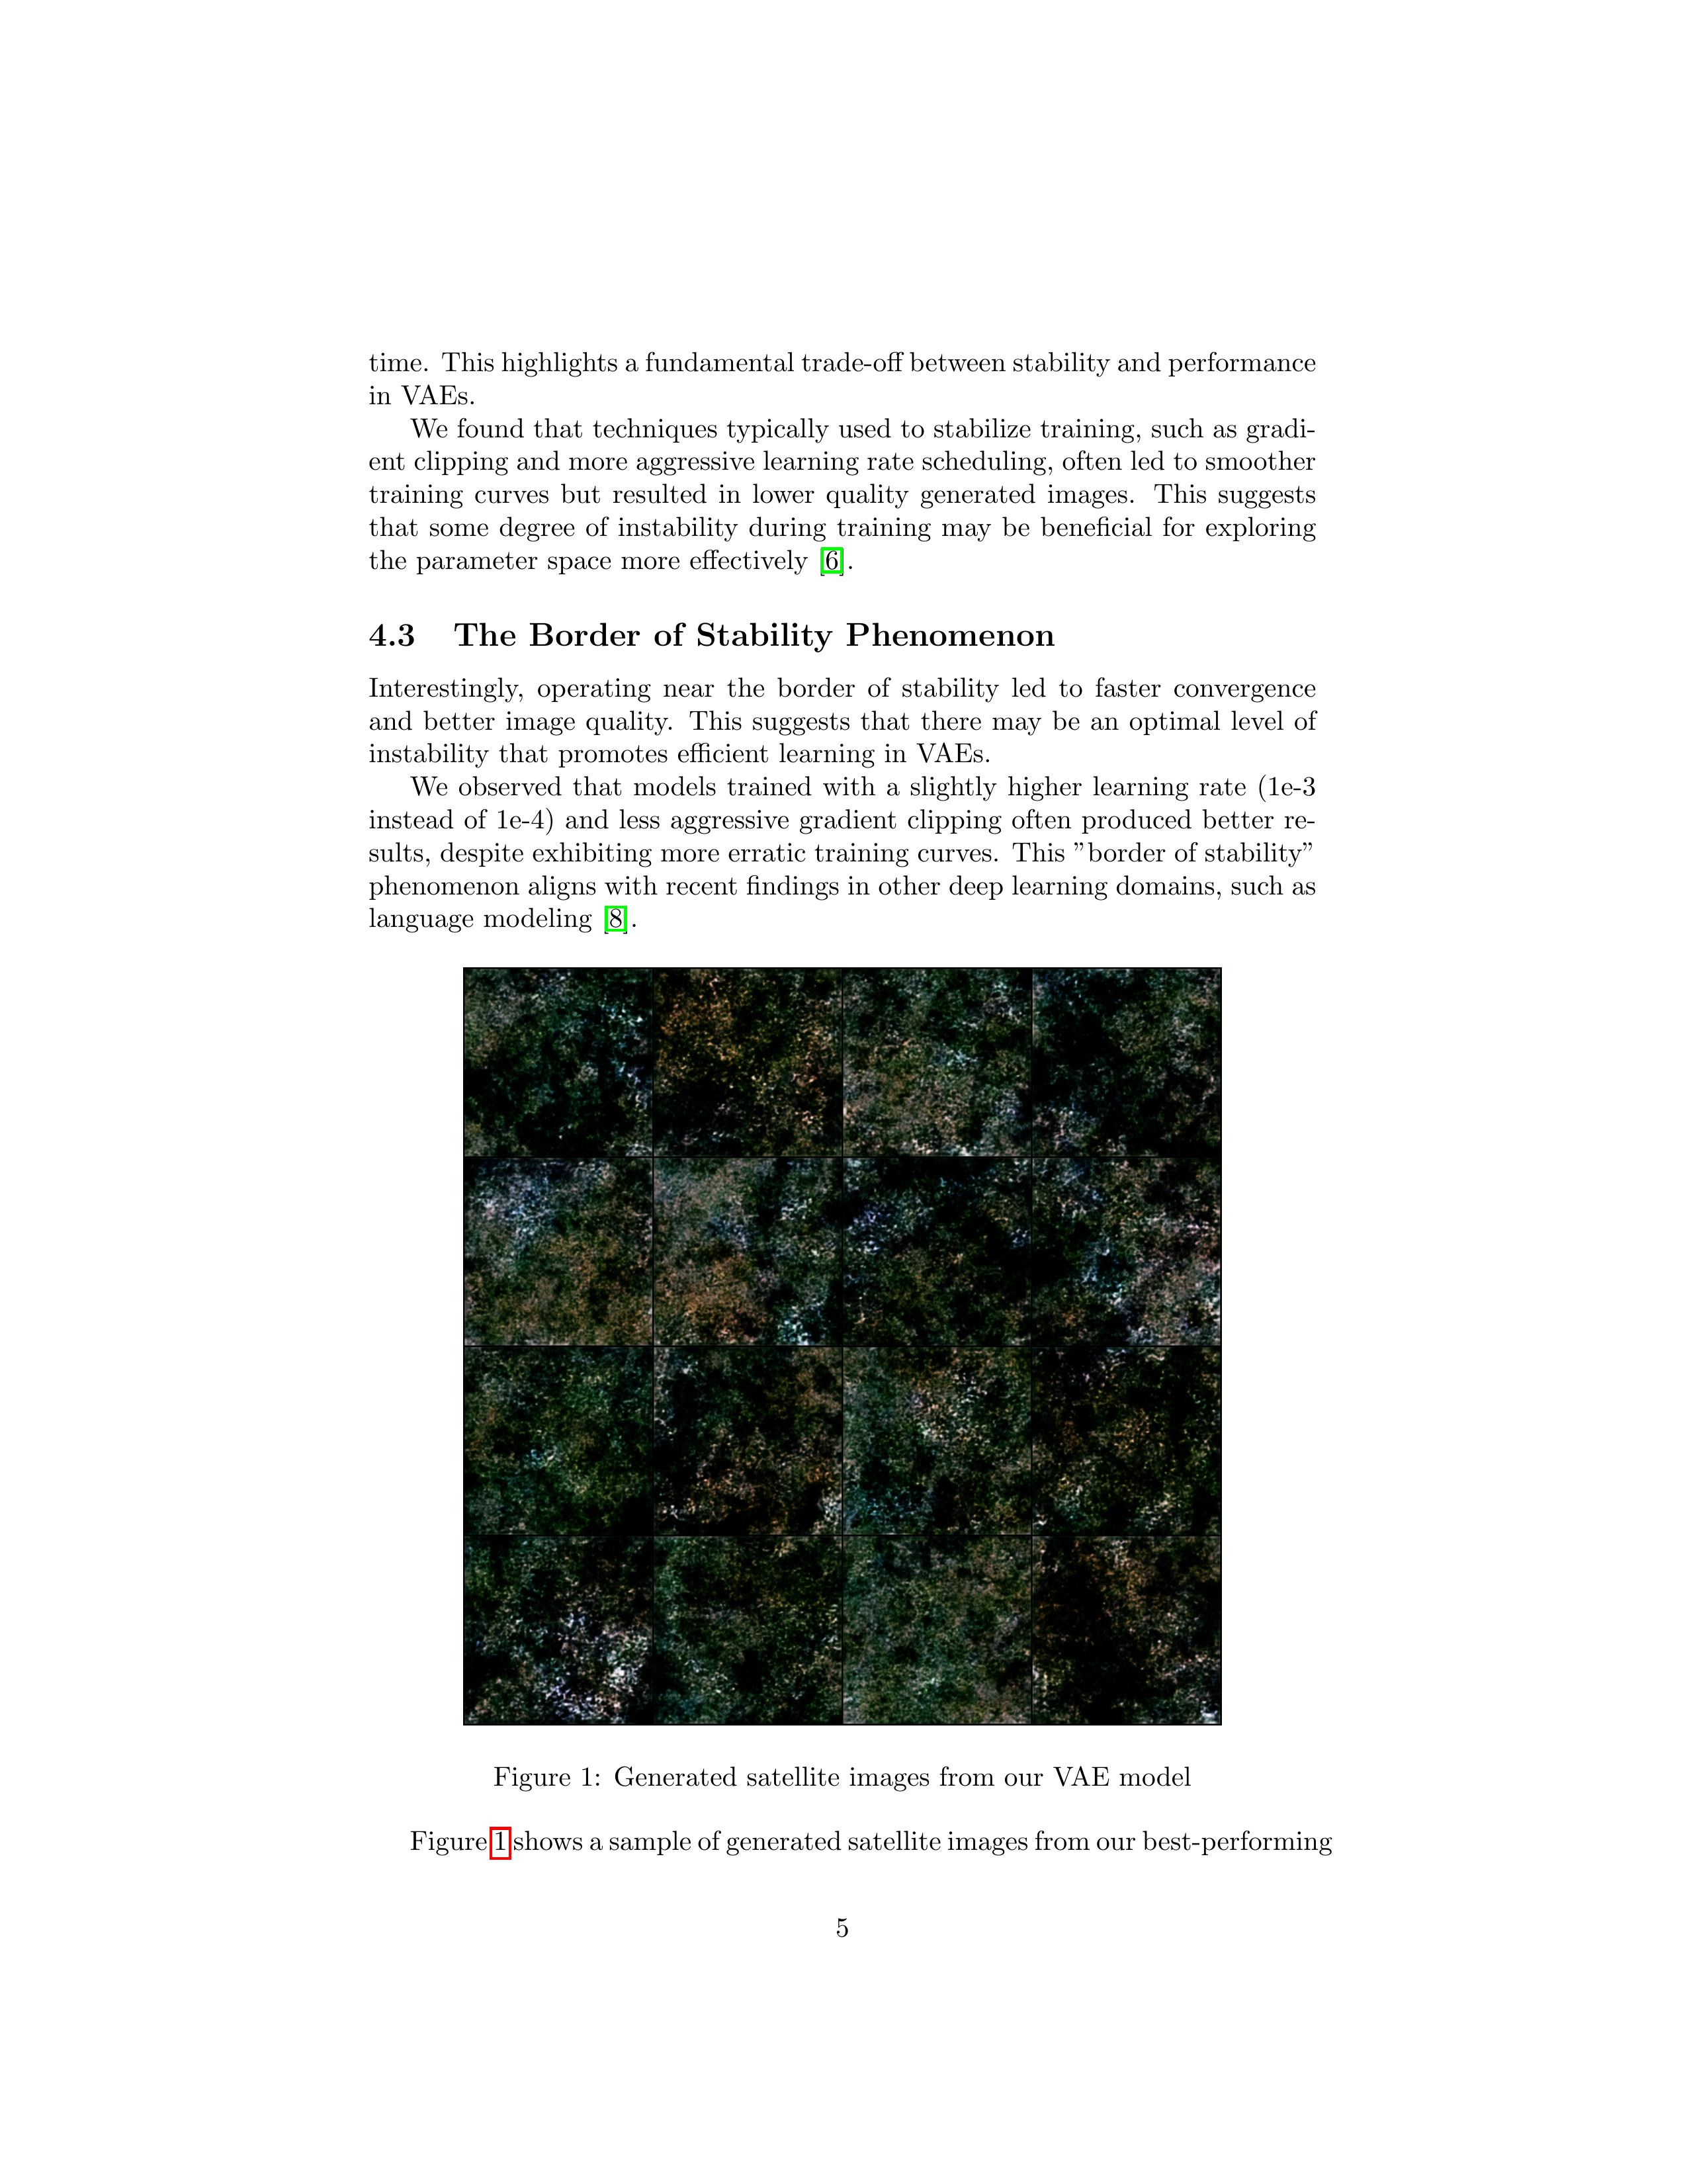 time. This highlights a fundamental trade-off between stability and performance
in VAEs.
We found that techniques typically used to stabilize training, such as gradi-
ent clipping and more aggressive learning rate scheduling, often led to smoother
training curves but resulted in lower quality generated images. This suggests
that some degree of instability during training may be beneficial for exploring
the parameter space more effectively [6].
4.3 The Border of Stability Phenomenon
Interestingly, operating near the border of stability led to faster convergence
and better image quality. This suggests that there may be an optimal level of
instability that promotes efficient learning in VAEs.
We observed that models trained with a slightly higher learning rate (1e-3
instead of 1e-4) and less aggressive gradient clipping often produced better re-
sults, despite exhibiting more erratic training curves. This ”border of stability”
phenomenon aligns with recent findings in other deep learning domains, such as
language modeling [8].
Figure 1: Generated satellite images from our VAE model
Figure 1 shows a sample of generated satellite images from our best-performing
5